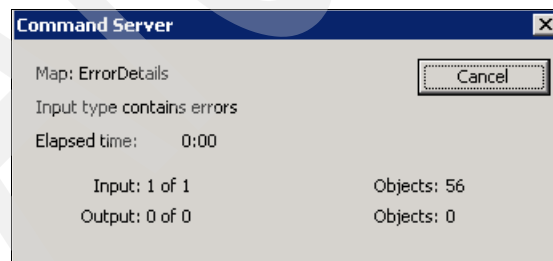 Command Server
Map: ErrorDetails
Cancel
Input type contains errors
Elapsed time: 0:00
Input: 1 of 1 Objects: 56
Output: 0 of 0 Objects: 0